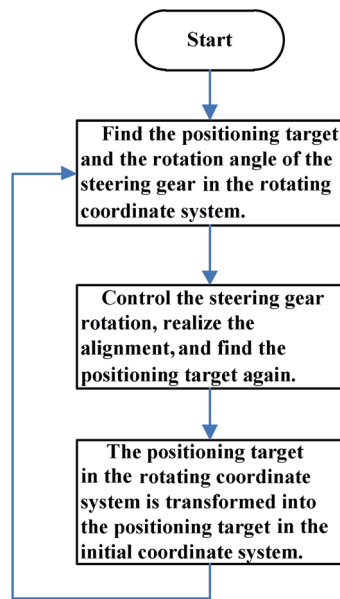 Start
Find the positioning target
and the rotation angle of the
steering gear in the rotating
coordinate system.
Control the steering gear
rotation, realize the
alignment, and find the
positioning target again.
The positioning target
in the rotating coordinate
system is transformed into
the positioning target in the
initial coordinate system.